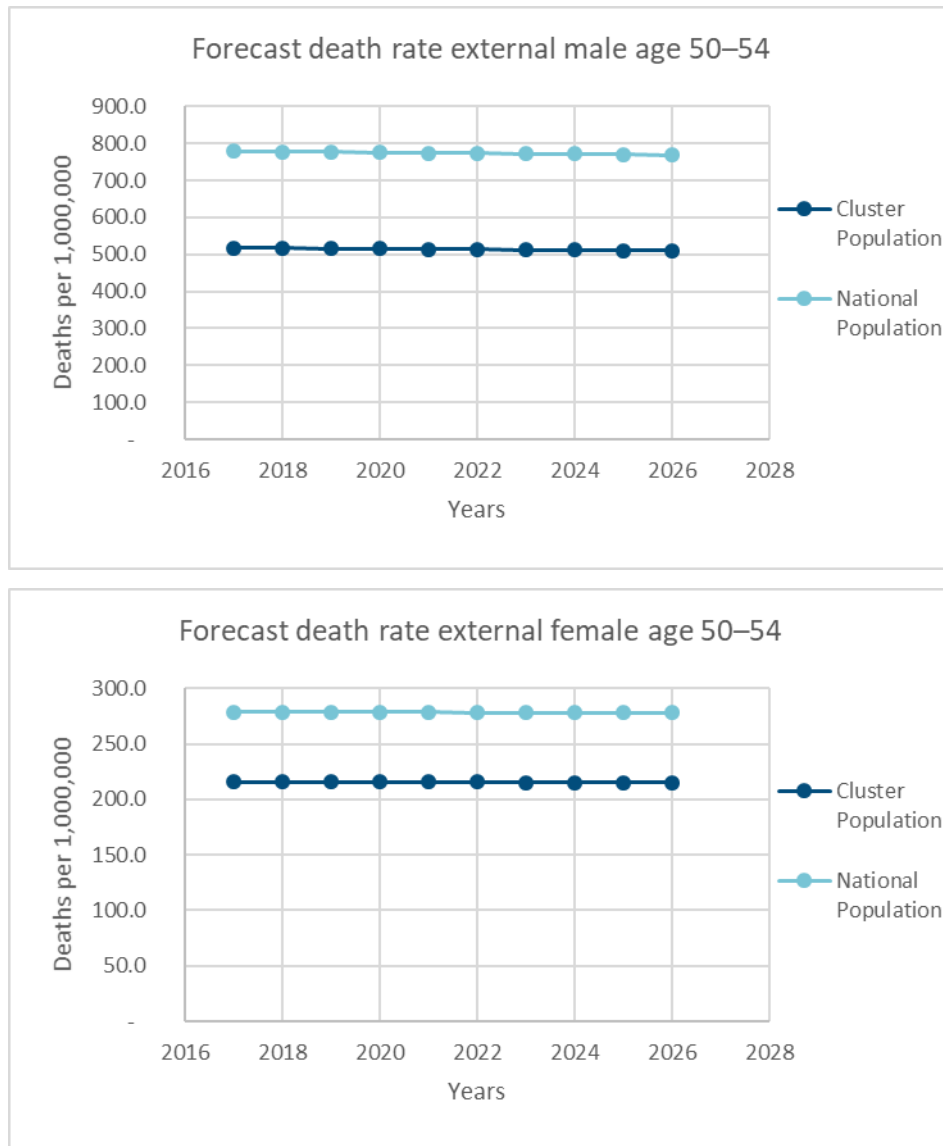 Forecast death rate external male age 50–54
Deaths per 1,000,000
900.0
800.0
700.0
600.0
500.0
400.0
300.0
200.0
100.0
-
2016 2018 2020 2022 2024 2026 2028
Years
Cluster
Population
National
Population
Forecast death rate external female age 50–54
Deaths per 1,000,000
300.0
250.0
200.0
150.0
100.0
50.0
-
2016 2018 2020 2022 2024 2026 2028
Years
Cluster
Population
National
Population